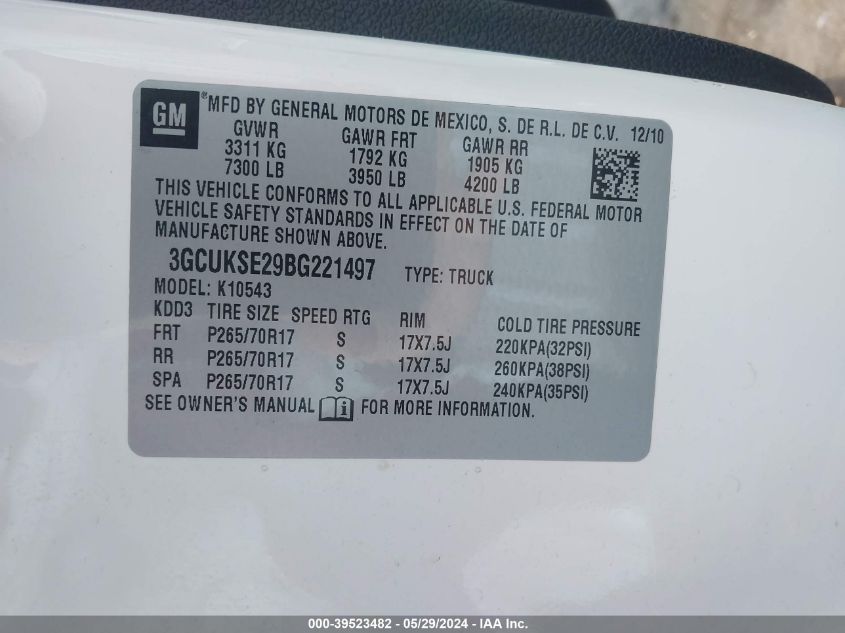 GM
®MFD BY GENERAL MOTORS DE MEXICO, S. DE R.L. DE C.V. 12/10
GVWR GAWR FRT GAWR RR
3311 KG 1792 KG 1905 KG
7300 LB 3950 LB 4200 LB
THIS VEHICLE CONFORMS TO ALL APPLICABLE U.S. FEDERAL MOTOR
VEHICLE SAFETY STANDARDS IN EFFECT ON THE DATE OF
MANUFACTURE SHOWN ABOVE.
3GCUKSE29BG221497 TYPE: TRUCK
MODEL: K10543
KDD3 TIRE SIZE SPEED RTG RIM COLD TIRE PRESSURE
FRT P265/70R17 S 17X7.5J 220KPA(32PSI)
RR P265/70R17 S 17X7.5J 260KPA(38PSI)
SPA P265/70R17 S 17X7.5J 240KPA(35PSI)
SEE OWNER'S MANUAL FOR MORE INFORMATION.
000-39523482 - 05/29/2024 - IAA Inc.